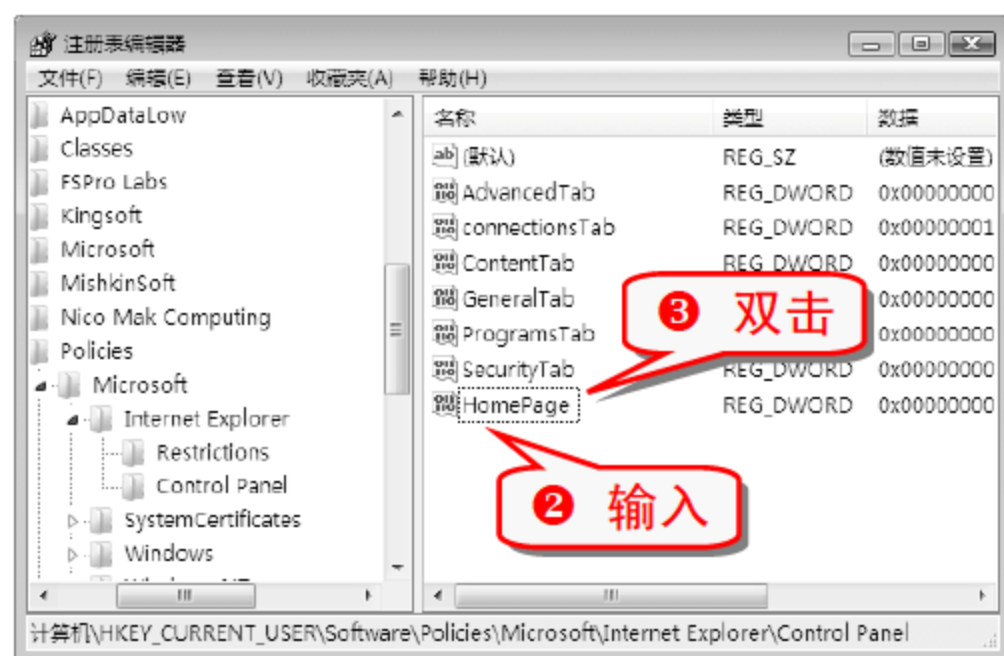 注册表编辑器
文件(F) 编辑(E) 查看(V) 收藏夹(A) 帮助(H)
AppDataLow
Classes
FSPro Labs
Kingsoft
Microsoft
MishkinSoft
Nico Mak Computing
Policies
Microsoft
Internet Explorer
Restrictions
Control Panel
SystemCertificates
Windows
名称 类型 数据
(默认) REG_SZ (数值未设置)
AdvancedTab REG_DWORD 0x00000000
connectionsTab REG_DWORD 0x00000001
ContentTab REG_DWORD 0x00000000
GeneralTab
ProgramsTab 0x00000000
SecurityTab REG_DWORD 0x00000000
HomePage REG_DWORD 0x00000000
❸ 双击
❷ 输入
计算机\HKEY_CURRENT_USER\Software\Policies\Microsoft\Internet Explorer\Control Panel